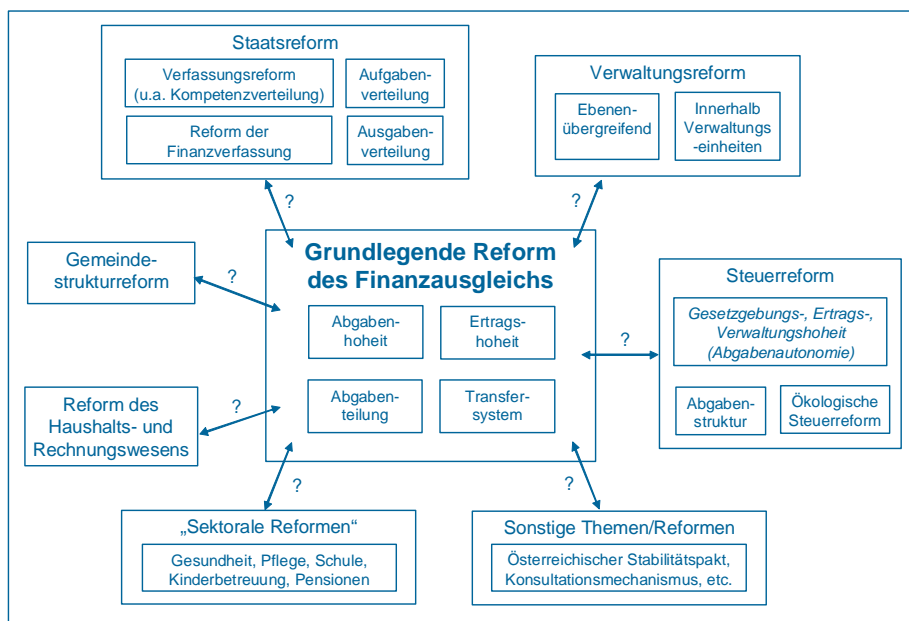 Staatsreform
Verfassungsreform
(u.a. Kompetenzverteilung)
Aufgaben-
verteilung
Reform der
Finanzverfassung
Ausgaben-
verteilung
Verwaltungsreform
Ebenen-
übergreifend
Innerhalb
Verwaltungs
-einheiten
?
?
Gemeinde-
strukturreform
?
Grundlegende Reform
des Finanzausgleichs
Abgaben-
hoheit
Ertrags-
hoheit
Abgaben-
teilung
Transfer-
system
?
Steuerreform
Gesetzgebungs-, Ertrags-,
Verwaltungshoheit
(Abgabenautonomie)
Abgaben-
struktur
Ökologische
Steuerreform
Reform des
Haushalts- und
Rechnungswesens
?
?
?
„Sektorale Reformen“
Gesundheit, Pflege, Schule,
Kinderbetreuung, Pensionen
Sonstige Themen/Reformen
Österreichischer Stabilitätspakt,
Konsultationsmechanismus, etc.